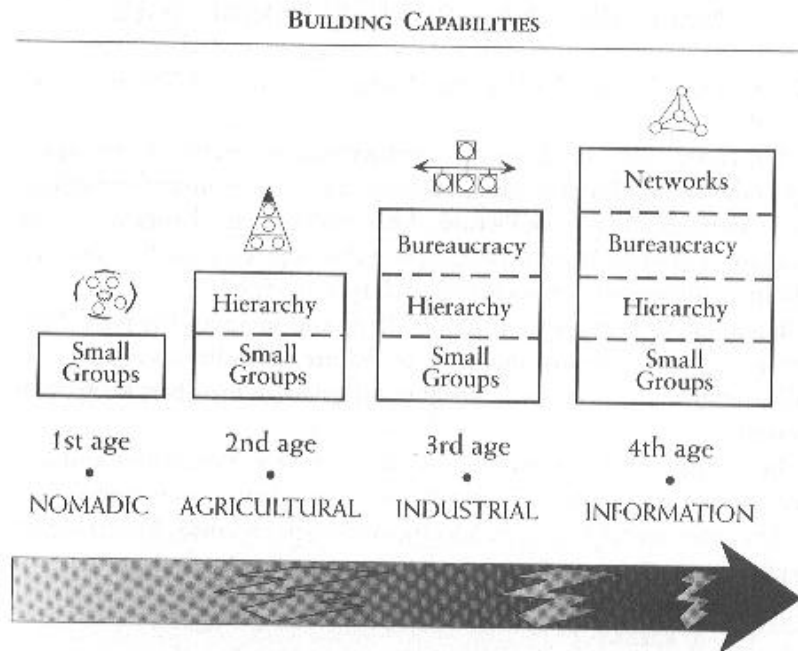 BUILDING CAPABILITIES
Networks
Bureaucracy
Bureaucracy
Hierarchy
Hierarchy
Hierarchy
Small
Groups
Small
Groups
Small
Groups
Small
Groups
1st age
2nd age
3rd age
4th age
NOMADIC
AGRICULTURAL
INDUSTRIAL
INFORMATION